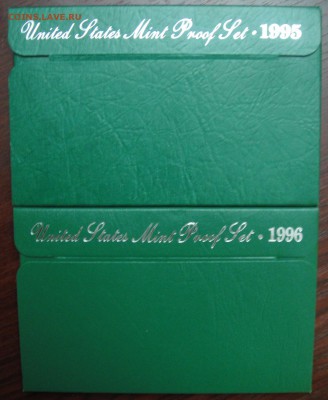 COINS.LAVE.RU
United States Mint Proof Set • 1995
United States Mint Proof Set • 1996